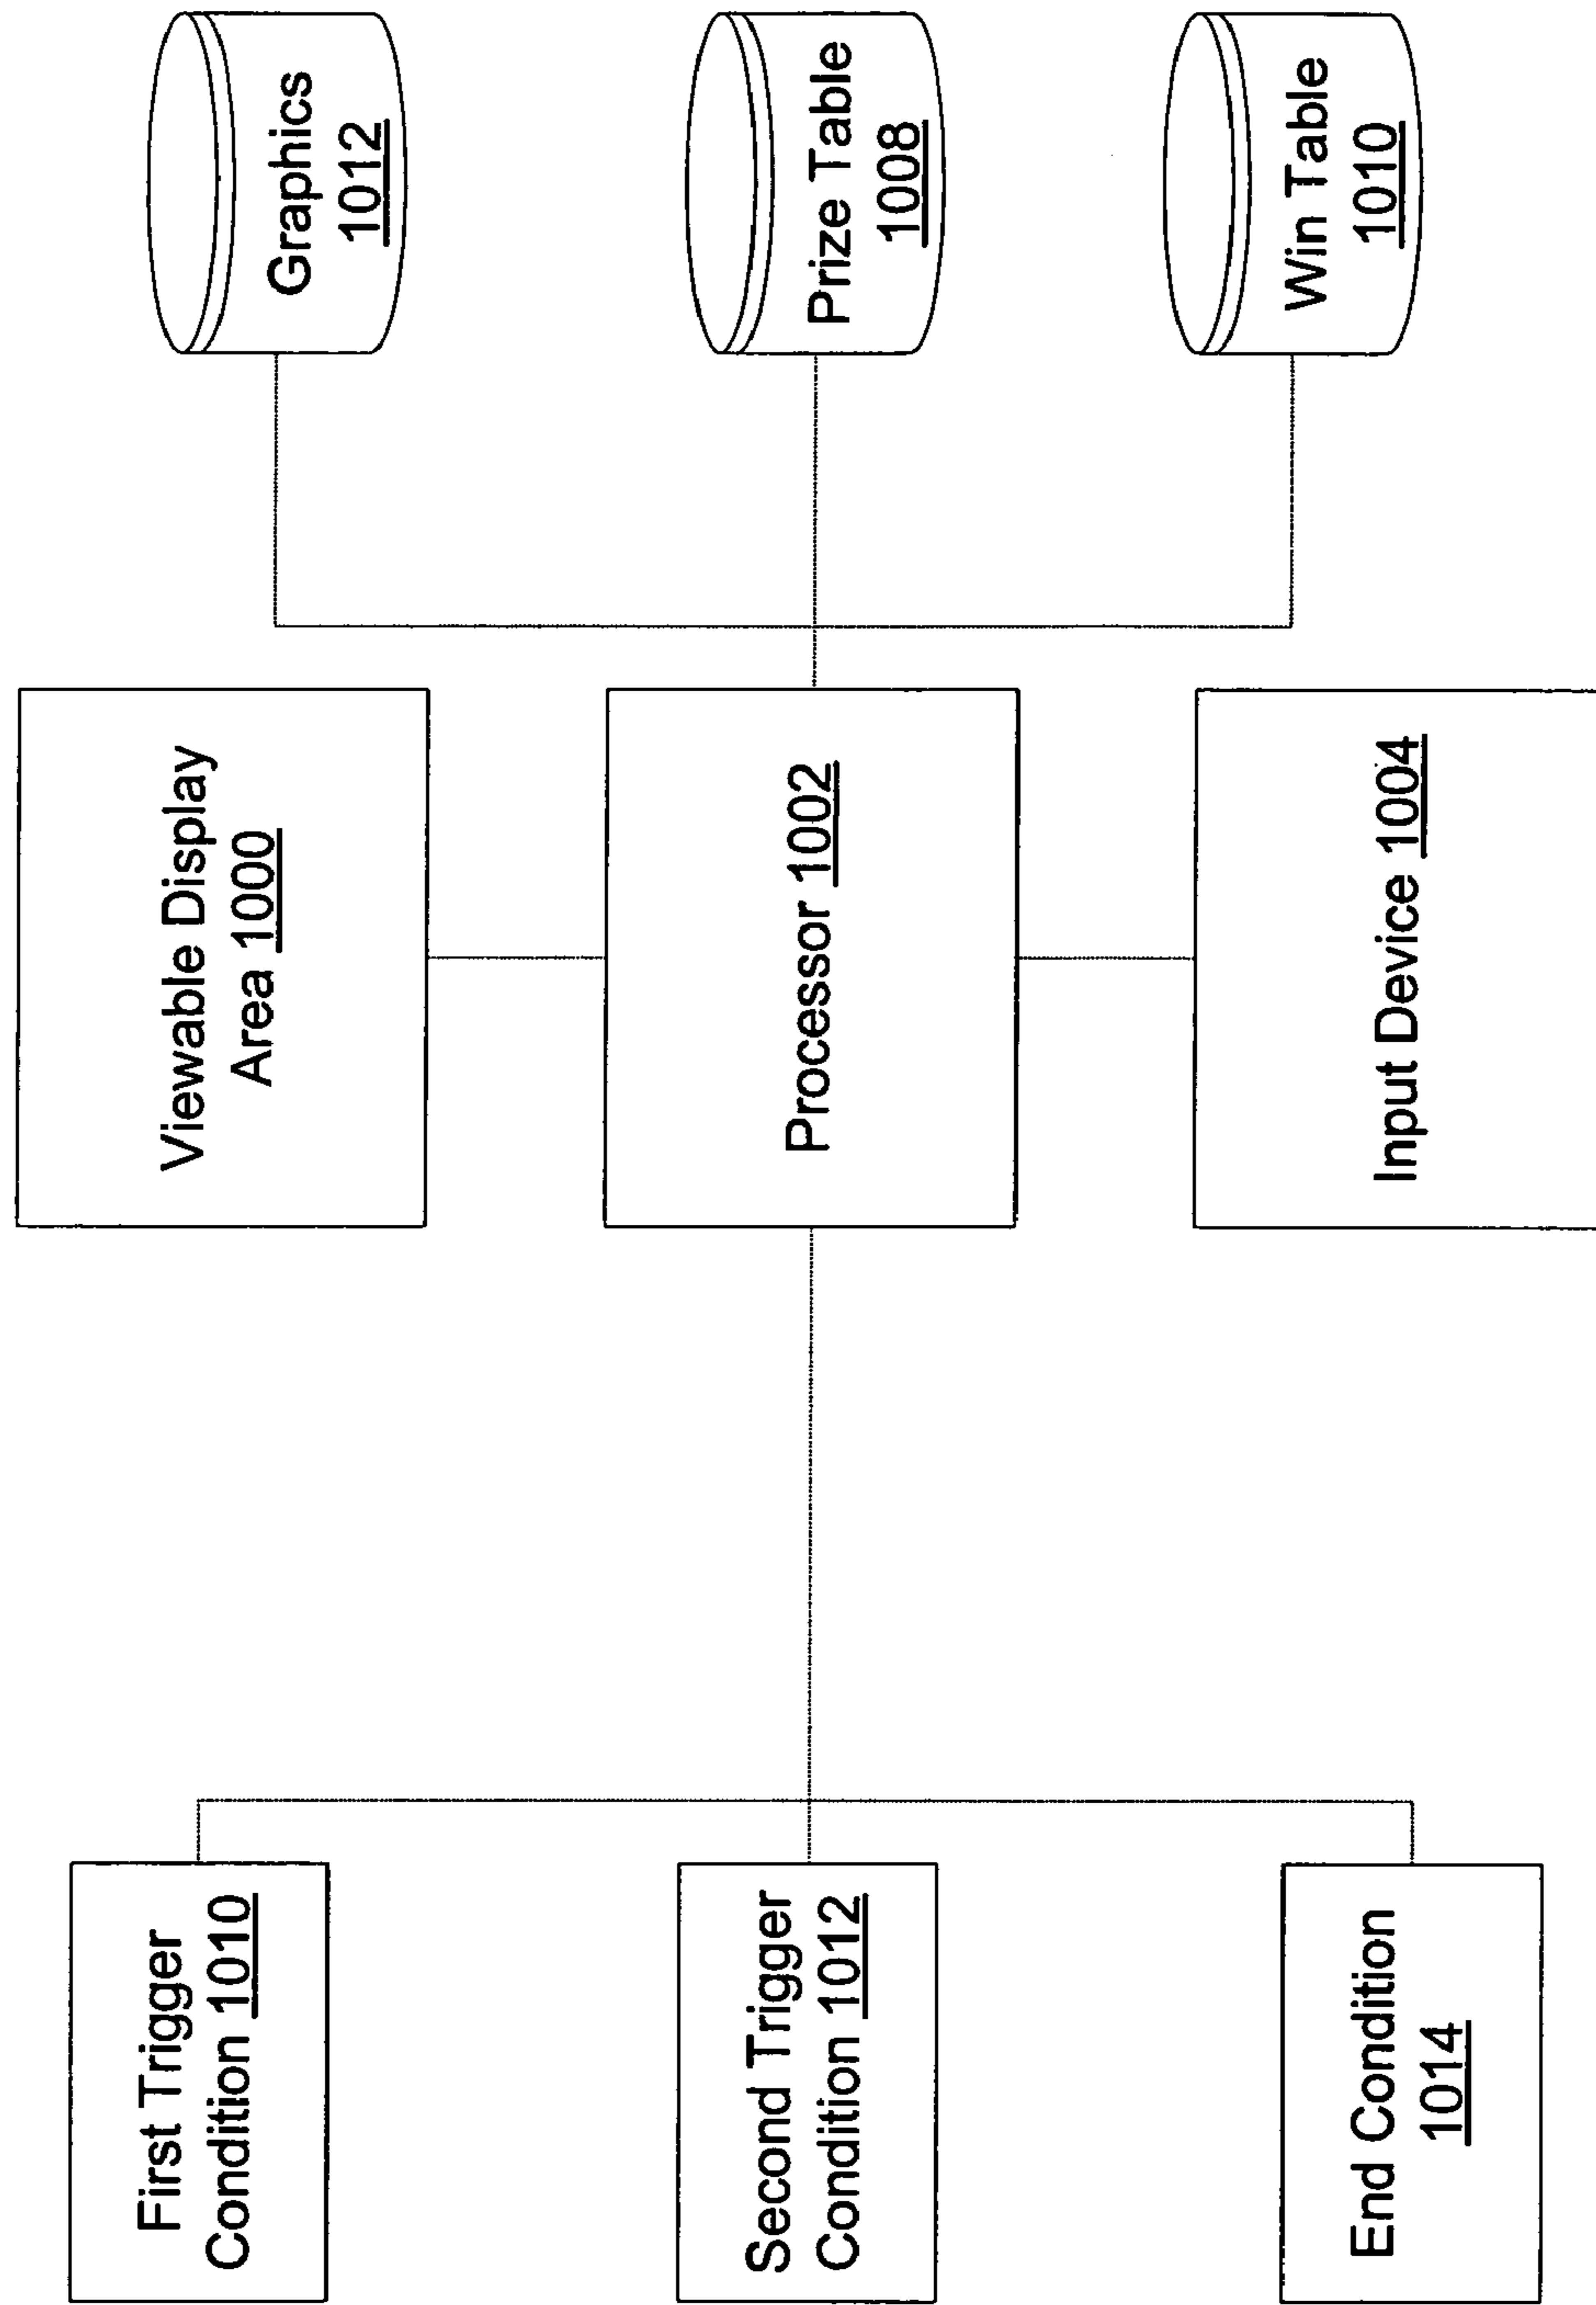 First Trigger
Condition 1010
Viewable Display
Area 1000
Graphics
1012
Second Trigger
Condition 1012
Processor 1002
Prize Table
1008
End Condition
1014
Input Device 1004
Win Table
1010